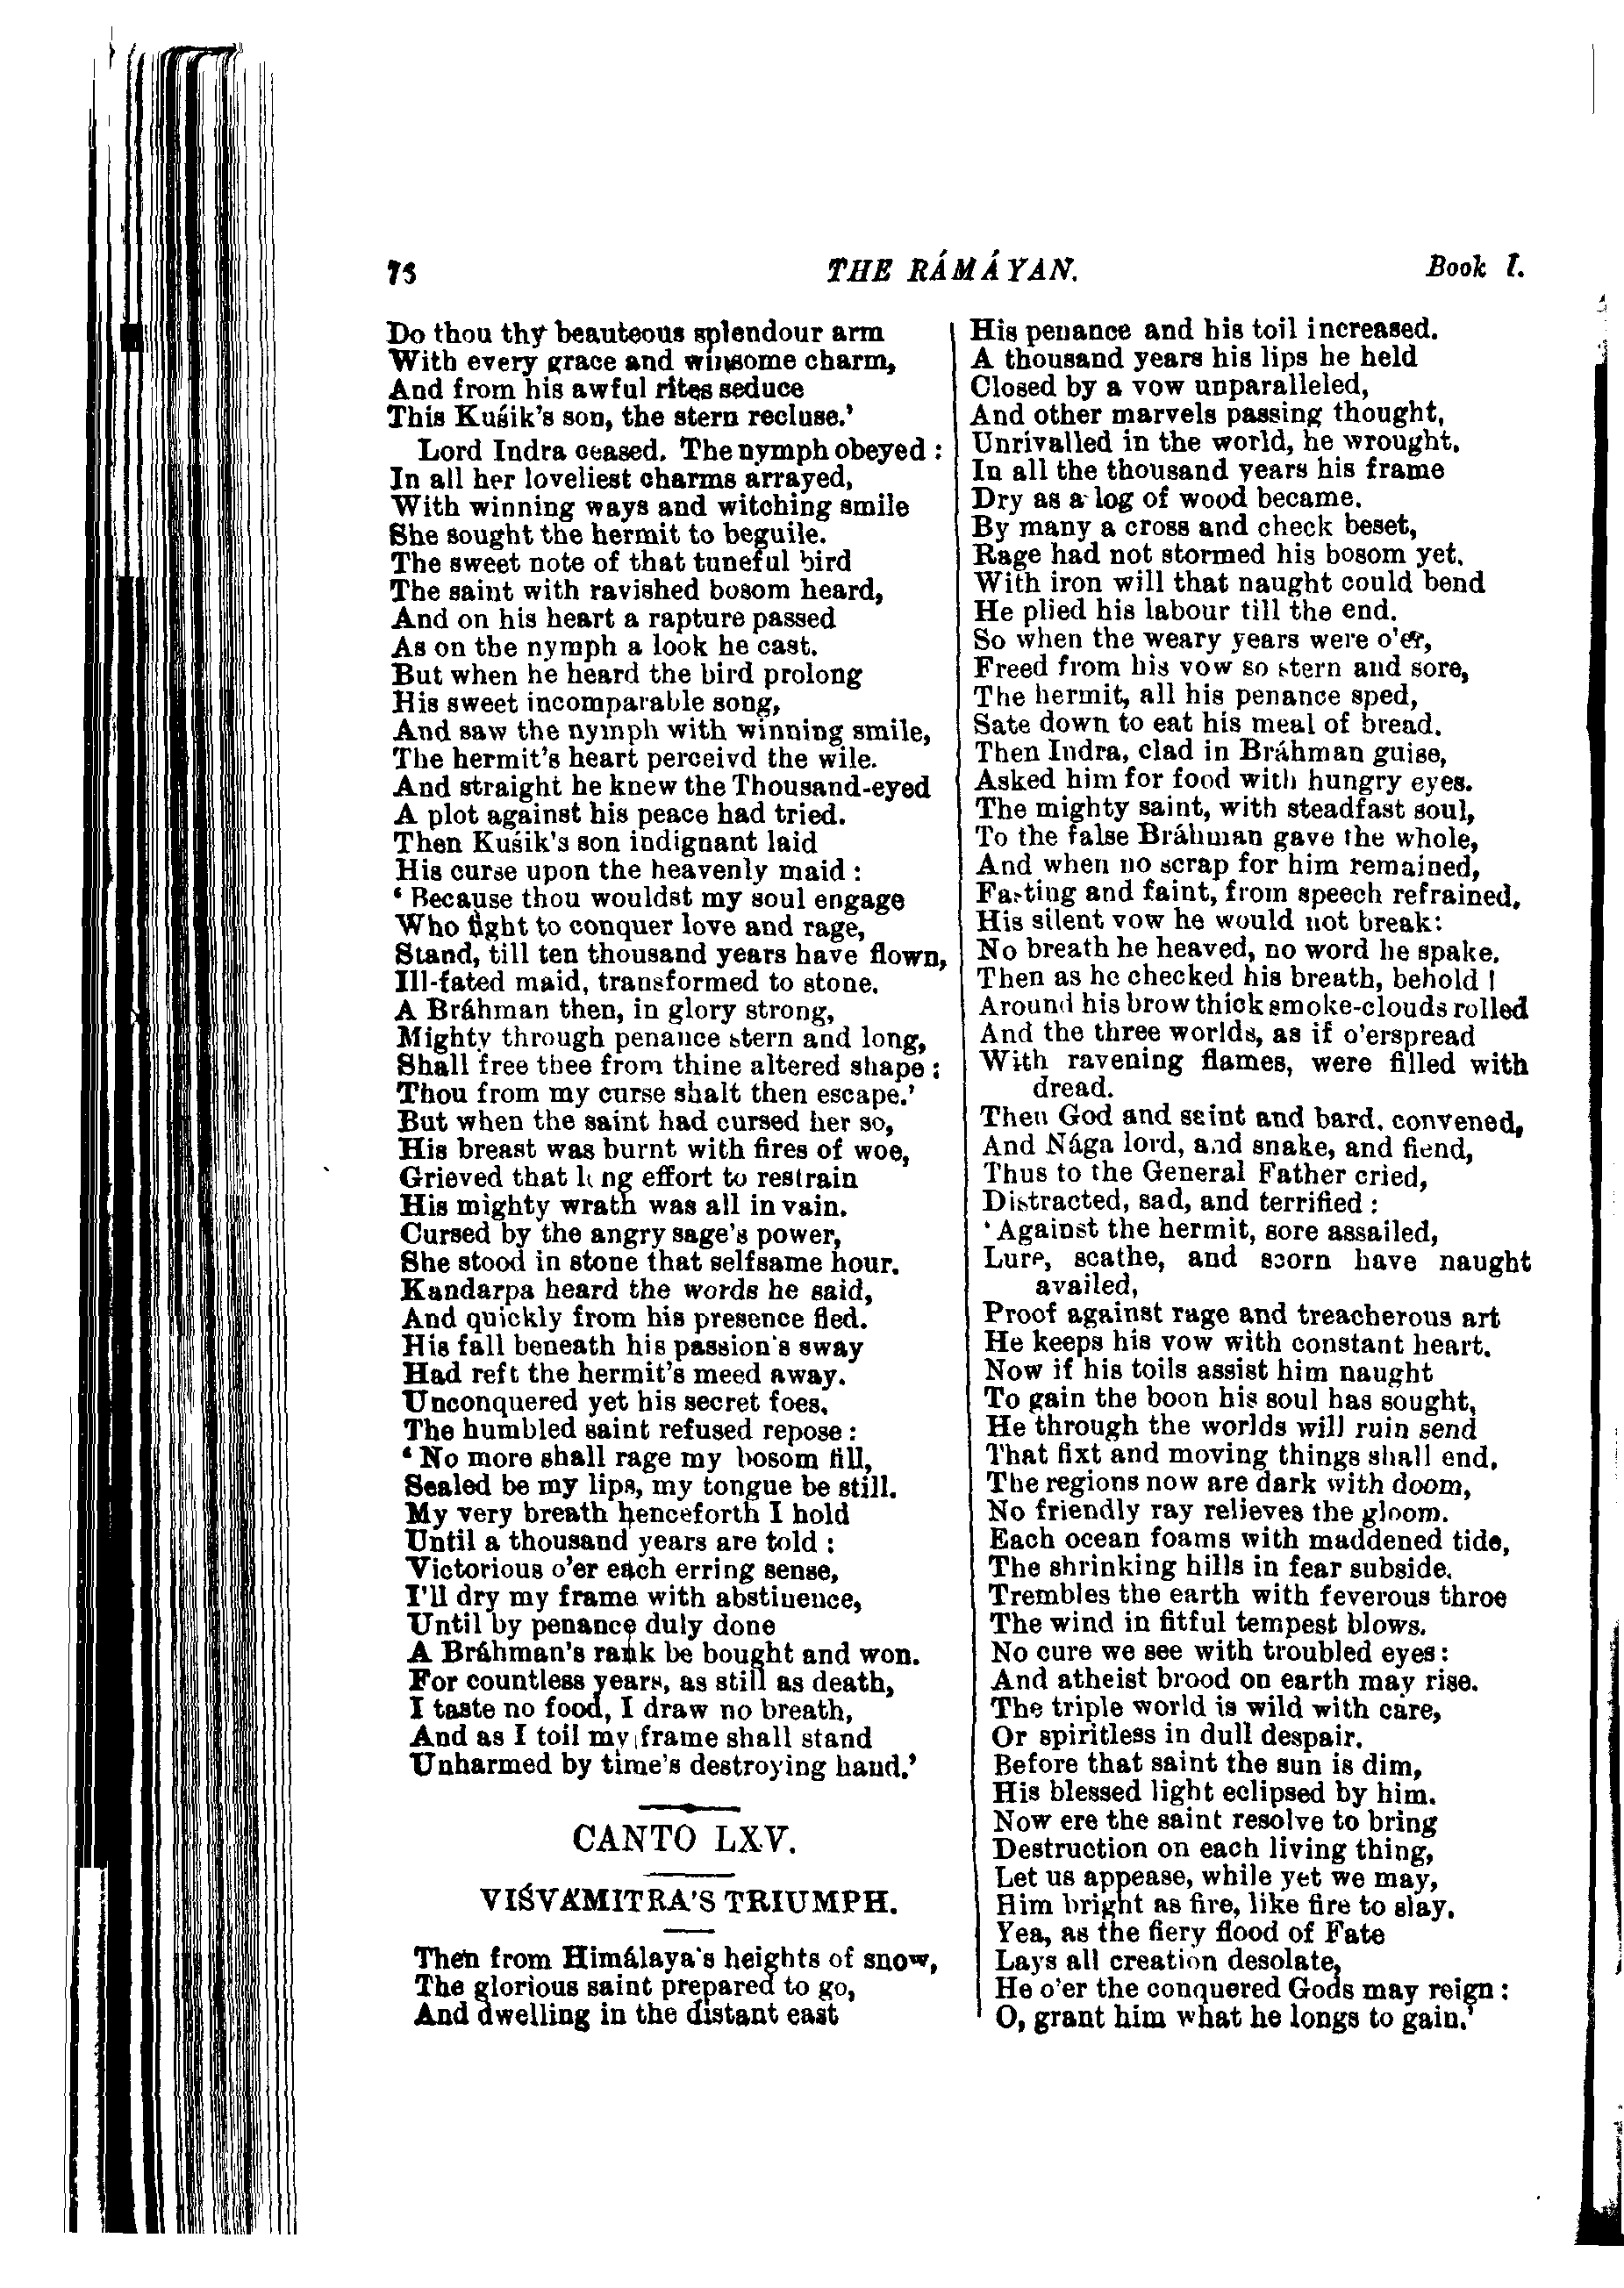 75 THE RÁMÁYAN. Book I.
Do thou thy beauteous splendour arm
With every grace and winsome charm,
And from his awful rites seduce
This Kuśik's son, the stern recluse.'
Lord Indra ceased. The nymph obeyed :
In all her loveliest charms arrayed,
With winning ways and witching smile
She sought the hermit to beguile.
The sweet note of that tuneful bird
The saint with ravished bosom heard,
And on his heart a rapture passed
As on the nymph a look he cast.
But when he heard the bird prolong
His sweet incomparable song,
And saw the nymph with winning smile,
The hermit's heart perceivd the wile.
And straight he knew the Thousand-eyed
A plot against his peace had tried.
Then Kuśik's son indignant laid
His curse upon the heavenly maid :
‘ Because thou wouldst my soul engage
Who fight to conquer love and rage,
Stand, till ten thousand years have flown,
Ill-fated maid, transformed to stone.
A Bráhman then, in glory strong,
Mighty through penance stern and long,
Shall free thee from thine altered shape ;
Thou from my curse shalt then escape.'
But when the saint had cursed her so,
His breast was burnt with fires of woe,
Grieved that long effort to restrain
His mighty wrath was all in vain.
Cursed by the angry sage's power,
She stood in stone that selfsame hour.
Kandarpa heard the words he said,
And quickly from his presence fled.
His fall beneath his passion's sway
Had reft the hermit's meed away.
Unconquered yet his secret foes,
The humbled saint refused repose :
‘ No more shall rage my bosom fill,
Sealed be my lips, my tongue be still.
My very breath henceforth I hold
Until a thousand years are told :
Victorious o'er each erring sense,
I'll dry my frame with abstinence,
Until by penance duly done
A Bráhman's rank be bought and won.
For countless years, as still as death,
I taste no food, I draw no breath,
And as I toil my frame shall stand
Unharmed by time's destroying hand.'
CANTO LXV.
VIŚVÁMITRA'S TRIUMPH.
Then from Himálaya's heights of snow,
The glorious saint prepared to go,
And dwelling in the distant east
His penance and his toil increased.
A thousand years his lips he held
Closed by a vow unparalleled,
And other marvels passing thought,
Unrivalled in the world, he wrought.
In all the thousand years his frame
Dry as a log of wood became.
By many a cross and check beset,
Rage had not stormed his bosom yet.
With iron will that naught could bend
He plied his labour till the end.
So when the weary years were o'er,
Freed from his vow so stern and sore,
The hermit, all his penance sped,
Sate down to eat his meal of bread.
Then Indra, clad in Bráhman guise,
Asked him for food with hungry eyes.
The mighty saint, with steadfast soul,
To the false Bráhman gave the whole,
And when no scrap for him remained,
Fasting and faint, from speech refrained.
His silent vow he would not break:
No breath he heaved, no word he spake.
Then as he checked his breath, behold !
Around his brow thick smoke-clouds rolled
And the three worlds, as if o'erspread
With ravening flames, were filled with
dread.
Then God and saint and bard, convened,
And Nága lord, and snake, and fiend,
Thus to the General Father cried,
Distracted, sad, and terrified :
‘Against the hermit, sore assailed,
Lure, scathe, and scorn have naught
availed,
Proof against rage and treacherous art
He keeps his vow with constant heart.
Now if his toils assist him naught
To gain the boon his soul has sought,
He through the worlds will ruin send
That fixt and moving things shall end.
The regions now are dark with doom,
No friendly ray relieves the gloom.
Each ocean foams with maddened tide,
The shrinking hills in fear subside.
Trembles the earth with feverous throe
The wind in fitful tempest blows.
No cure we see with troubled eyes:
And atheist brood on earth may rise.
The triple world is wild with care,
Or spiritless in dull despair.
Before that saint the sun is dim,
His blessed light eclipsed by him.
Now ere the saint resolve to bring
Destruction on each living thing,
Let us appease, while yet we may,
Him bright as fire, like fire to slay.
Yea, as the fiery flood of Fate
Lays all creation desolate,
He o'er the conquered Gods may reign :
O, grant him what he longs to gain.'